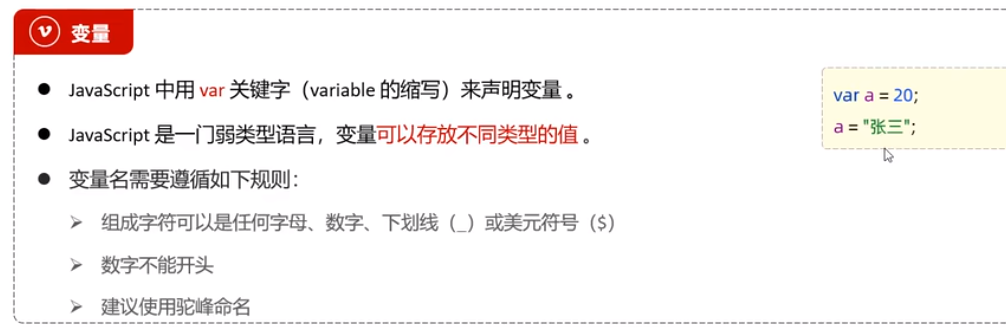 变量
JavaScript 中用 var 关键字（variable 的缩写）来声明变量 。
JavaScript 是一门弱类型语言，变量可以存放不同类型的值 。
变量名需要遵循如下规则：
组成字符可以是任何字母、数字、下划线（_）或美元符号（$）
数字不能开头
建议使用驼峰命名
var a = 20;
a = "张三";